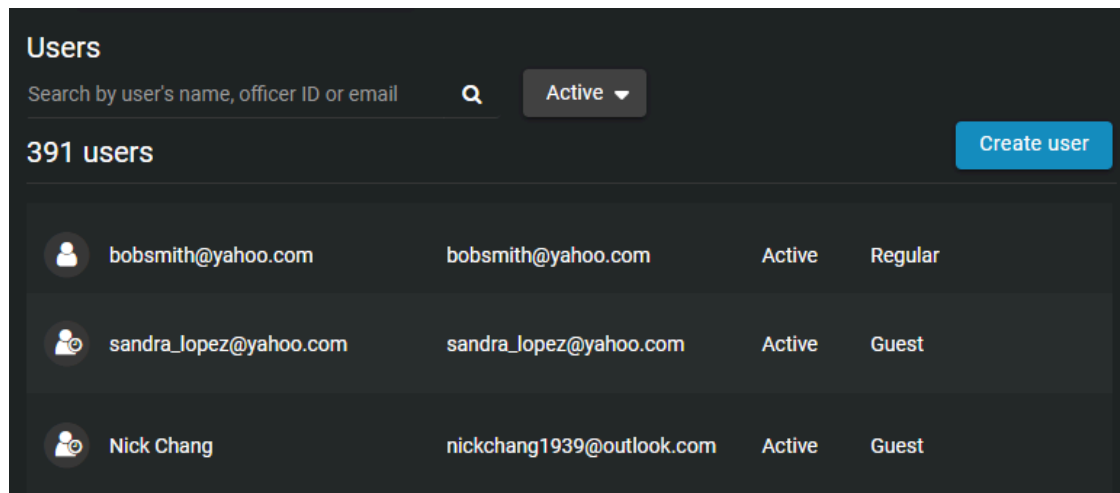 Users
Search by user's name, officer ID or email
Active
391 users
Create user
bobsmith@yahoo.com bobsmith@yahoo.com Active Regular
sandra_lopez@yahoo.com sandra_lopez@yahoo.com Active Guest
Nick Chang nickchang1939@outlook.com Active Guest